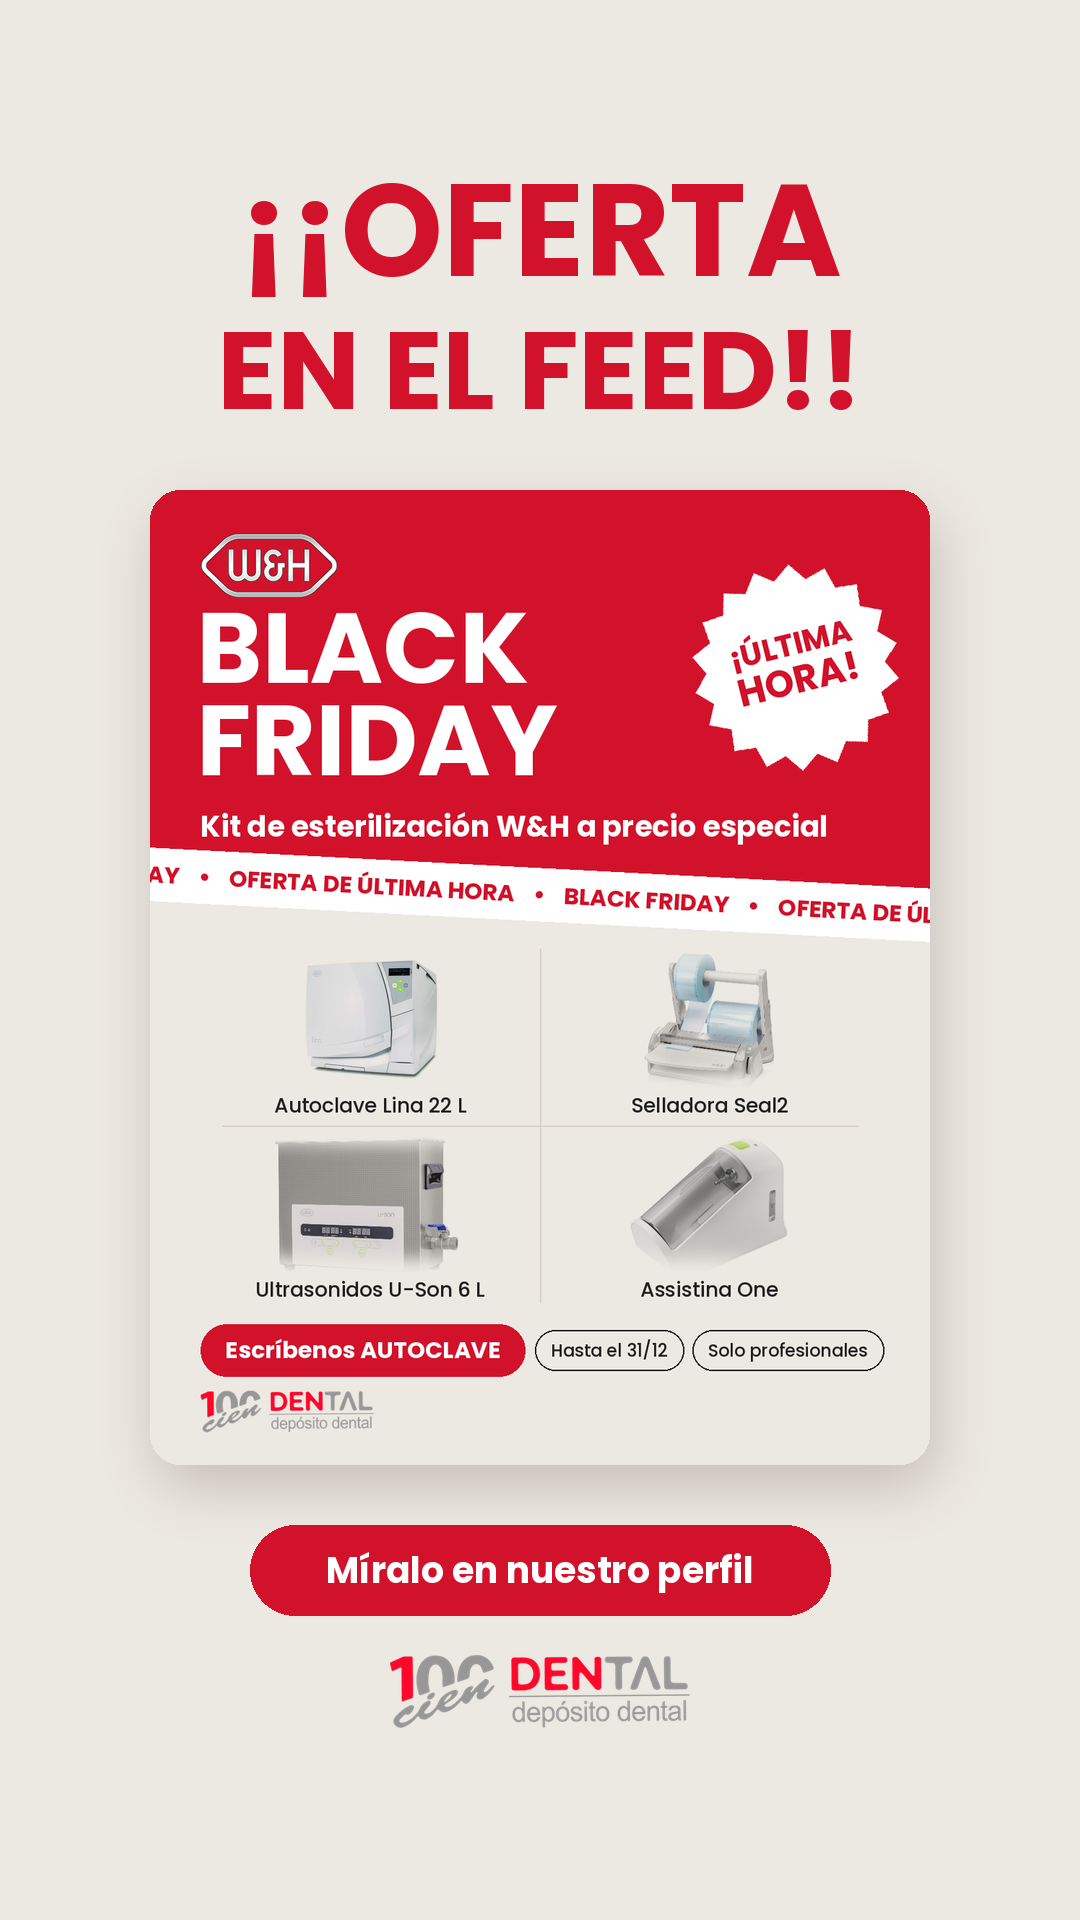 ¡¡OFERTA
EN EL FEED!!
W&H
BLACK
FRIDAY
¡ÚLTIMA
HORA!
Kit de esterilización W&H a precio especial
AY • OFERTA DE ÚLTIMA HORA • BLACK FRIDAY • OFERTA DE ÚL
Autoclave Lina 22 L
Selladora Seal2
Ultrasonidos U-Son 6 L
Assistina One
Escríbenos AUTOCLAVE
Hasta el 31/12
Solo profesionales
100 cien DENTAL
depósito dental
Míralo en nuestro perfil
100 cien DENTAL
depósito dental